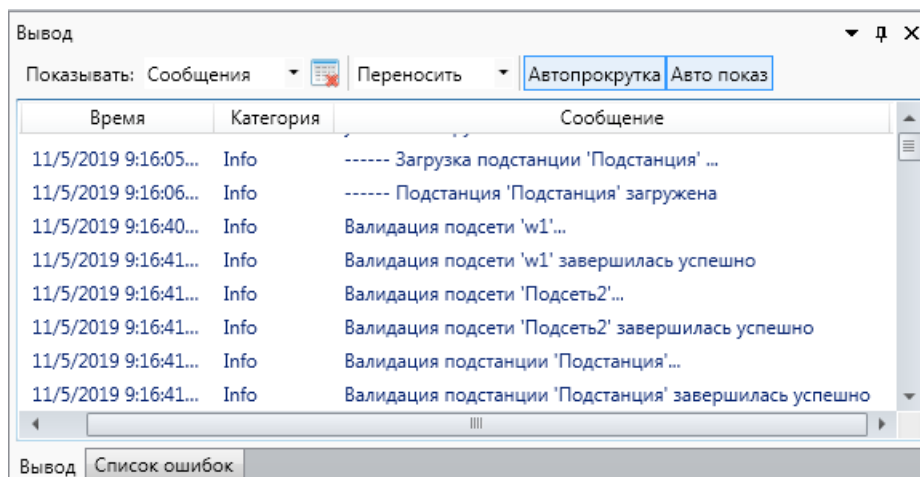 Вывод
Показывать: Сообщения Переносить Автопрокрутка Авто показ
Время Категория Сообщение
11/5/2019 9:16:05... Info ------ Загрузка подстанции 'Подстанция' ...
11/5/2019 9:16:06... Info ------ Подстанция 'Подстанция' загружена
11/5/2019 9:16:40... Info Валидация подсети 'w1'...
11/5/2019 9:16:41... Info Валидация подсети 'w1' завершилась успешно
11/5/2019 9:16:41... Info Валидация подсети 'Подсеть2'...
11/5/2019 9:16:41... Info Валидация подсети 'Подсеть2' завершилась успешно
11/5/2019 9:16:41... Info Валидация подстанции 'Подстанция'...
11/5/2019 9:16:41... Info Валидация подстанции 'Подстанция' завершилась успешно
Вывод Список ошибок